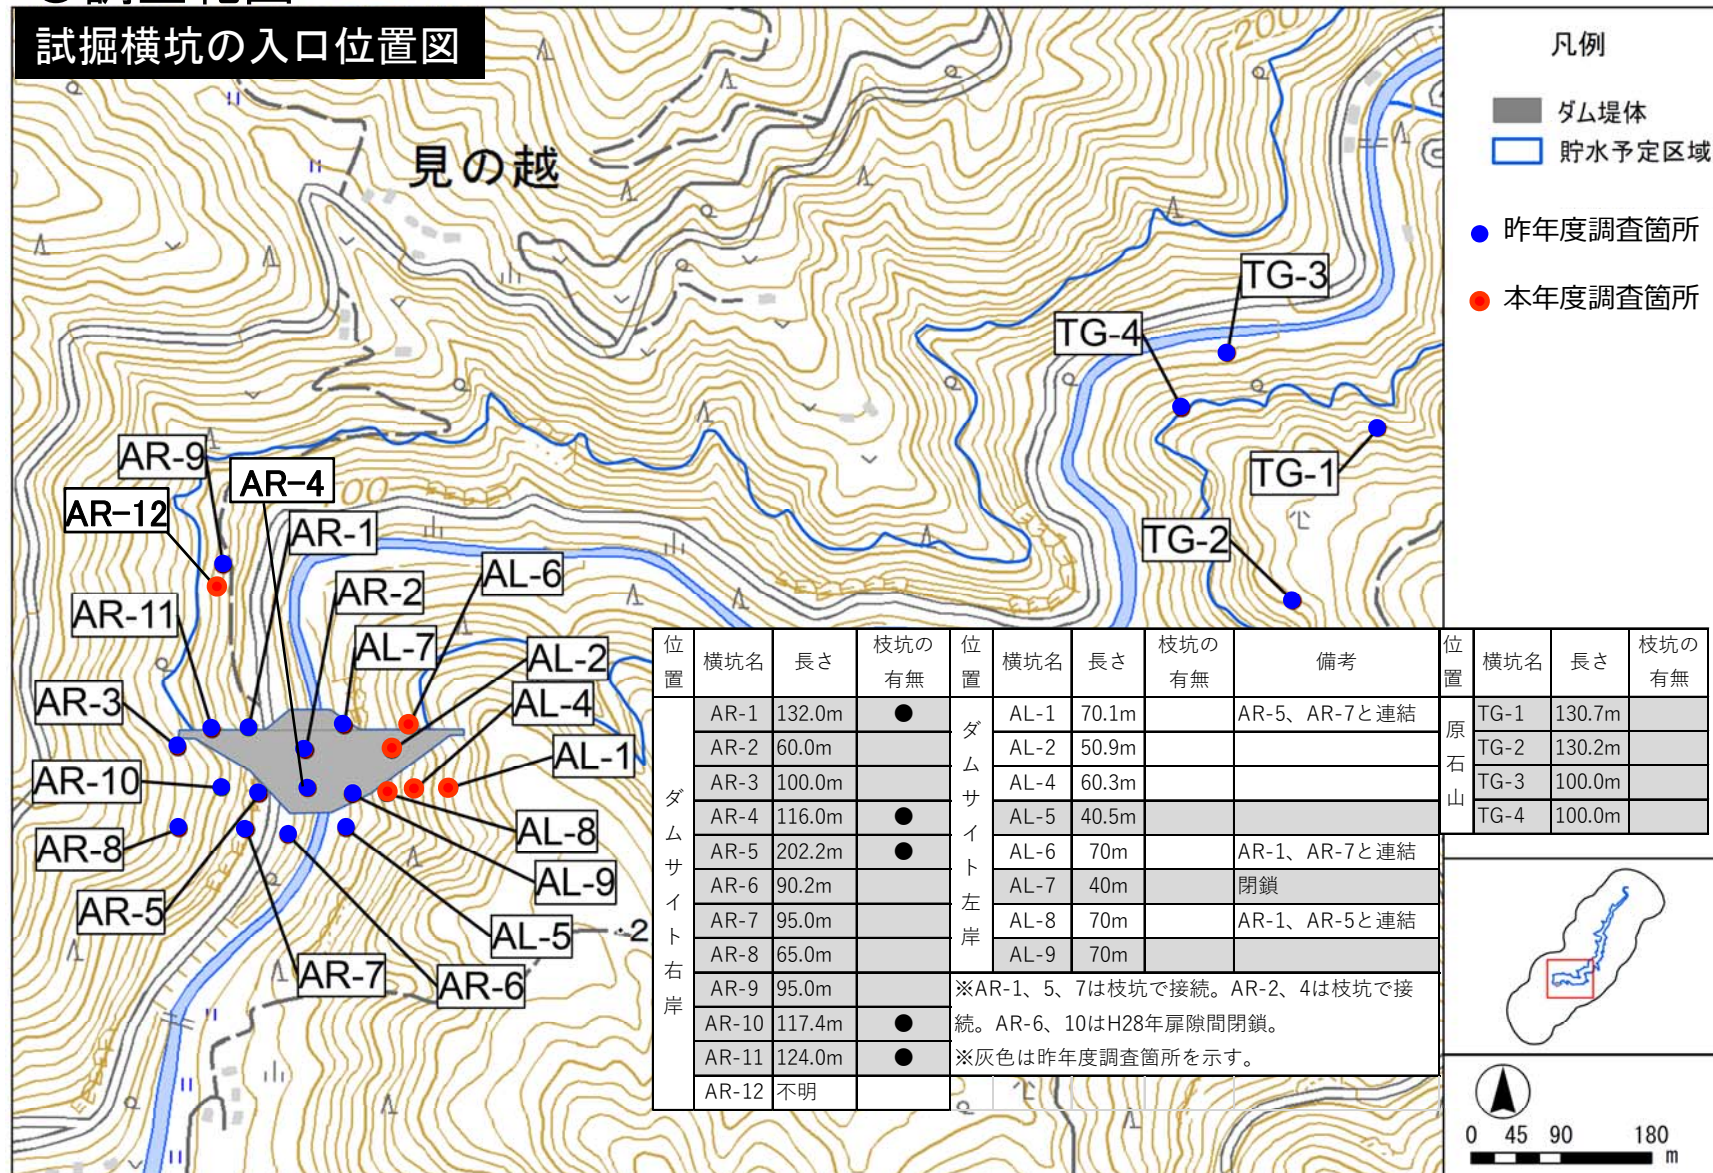 試掘横坑の入口位置図
200
見の越
TG-3
TG-4
TG-1
TG-2
AR-9
AR-4
AR-12
00
AR-1
AL-6
AR-2
AR-11
AL-7
AL-2
AL-4
AR-3
AL-1
AR-10
AL-8
AR-8
AL-9
AR-5
AL-5
・2
AR-7
AR-6
凡例
ダム堤体
貯水予定区域
昨年度調査箇所
本年度調査箇所
位置 横坑名 長さ 枝坑の有無 位置 横坑名 長さ 枝坑の有無 備考 位置 横坑名 長さ 枝坑の有無
ダムサイト右岸 AR-1 132.0m ● ダムサイト左岸 AL-1 70.1m AR-5、AR-7と連結 原石山 TG-1 130.7m
AR-2 60.0m AL-2 50.9m TG-2 130.2m
AR-3 100.0m AL-4 60.3m TG-3 100.0m
AR-4 116.0m ● AL-5 40.5m TG-4 100.0m
AR-5 202.2m ● AL-6 70m AR-1、AR-7と連結
AR-6 90.2m AL-7 40m 閉鎖
AR-7 95.0m AL-8 70m AR-1、AR-5と連結
AR-8 65.0m AL-9 70m
AR-9 95.0m
AR-10 117.4m ●
AR-11 124.0m ●
AR-12 不明
※AR-1、5、7は枝坑で接続。AR-2、4は枝坑で接
続。AR-6、10はH28年扉隙間閉鎖。
※灰色は昨年度調査箇所を示す。
0 45 90 180
m